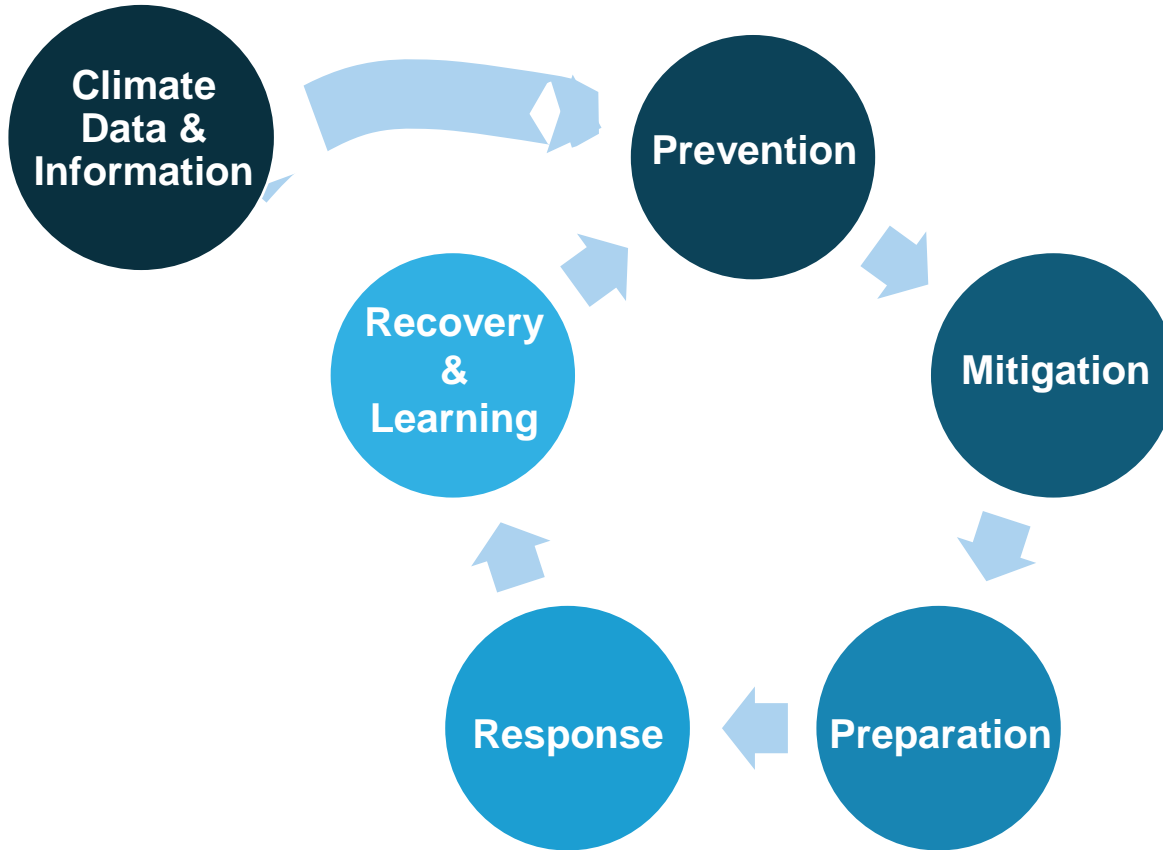 Climate
Data &
Information
Prevention
Mitigation
Preparation
Response
Recovery
&
Learning